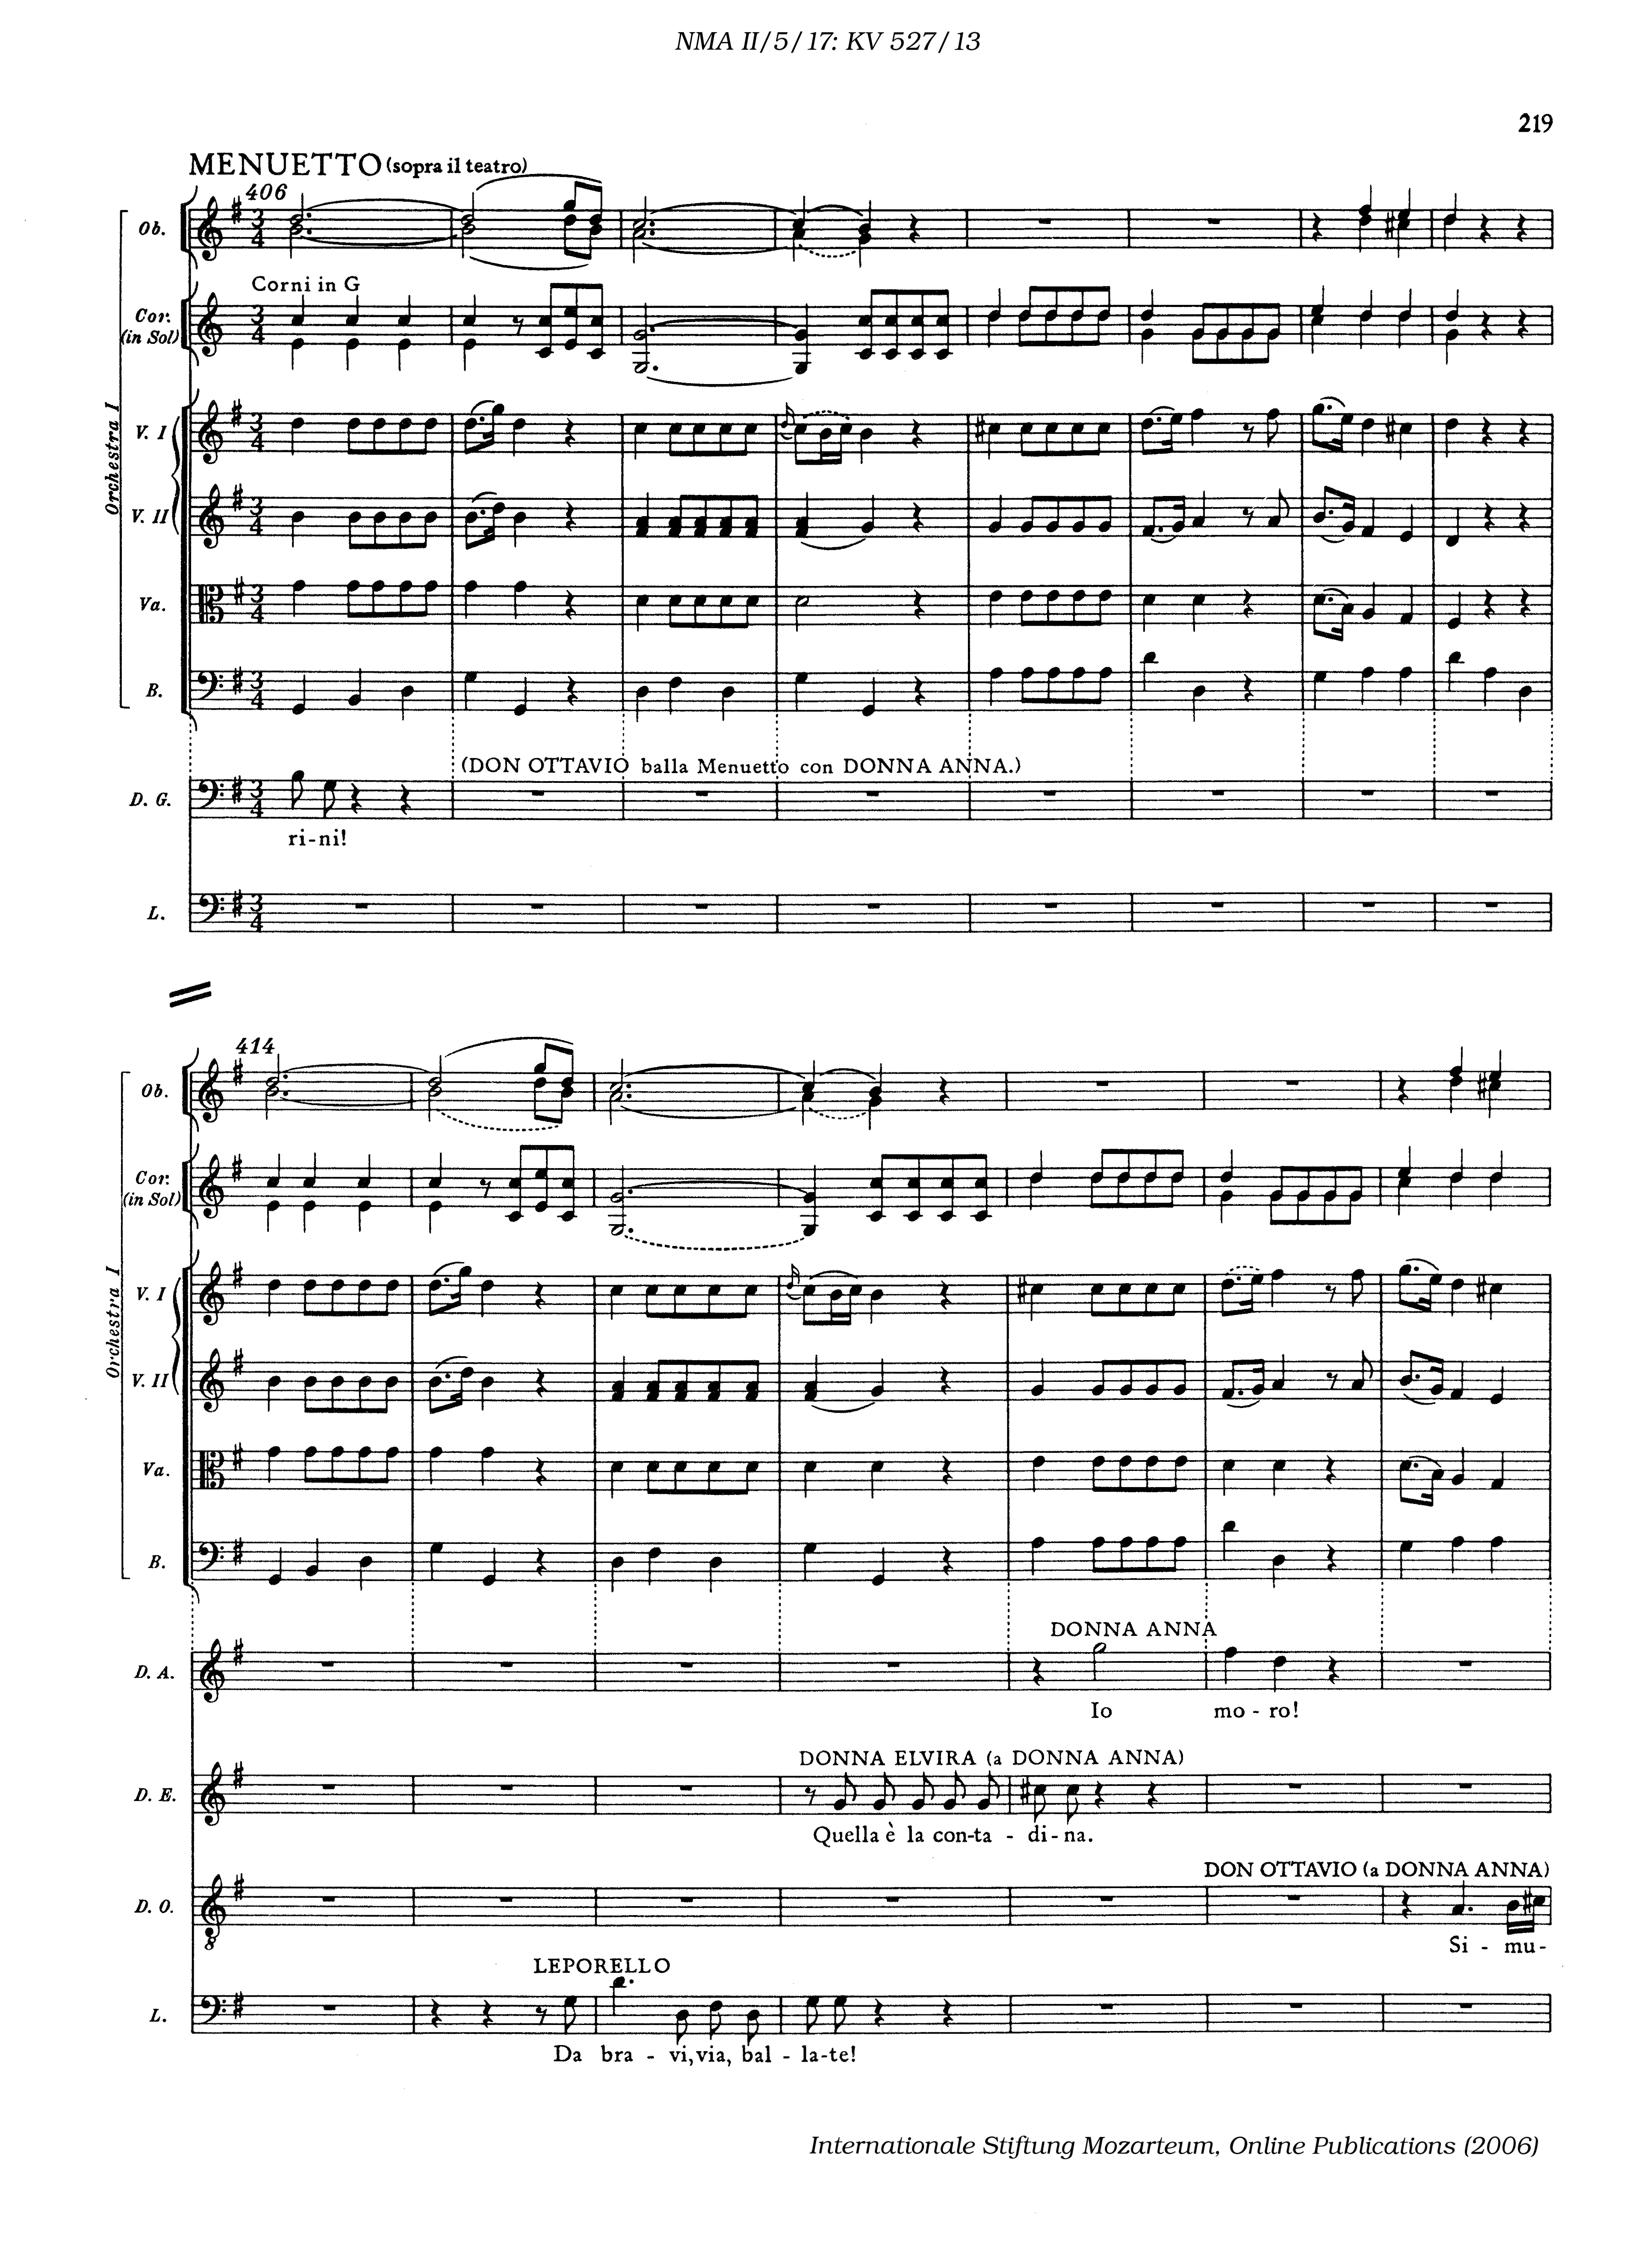 NMA II/5/17: KV 527/13
219
MENUETTO (sopra il teatro)
406
Ob.
Corni in G
Cor.
(in Sol)
Orchestra I
V. I
V. II
Va.
B.
(DON OTTAVIO balla Menuetto con DONNA ANNA.)
D. G.
ri-ni!
L.
414
Ob.
Cor.
(in Sol)
Orchestra I
V. I
V. II
Va.
B.
DONNA ANNA
D. A.
Io mo - ro!
DONNA ELVIRA (a DONNA ANNA)
D. E.
Quella è la con-ta - di-na.
DON OTTAVIO (a DONNA ANNA)
D. O.
8
Si - mu-
LEPORELLO
L.
Da bra - vi, via, bal - la-te!
Internationale Stiftung Mozarteum, Online Publications (2006)